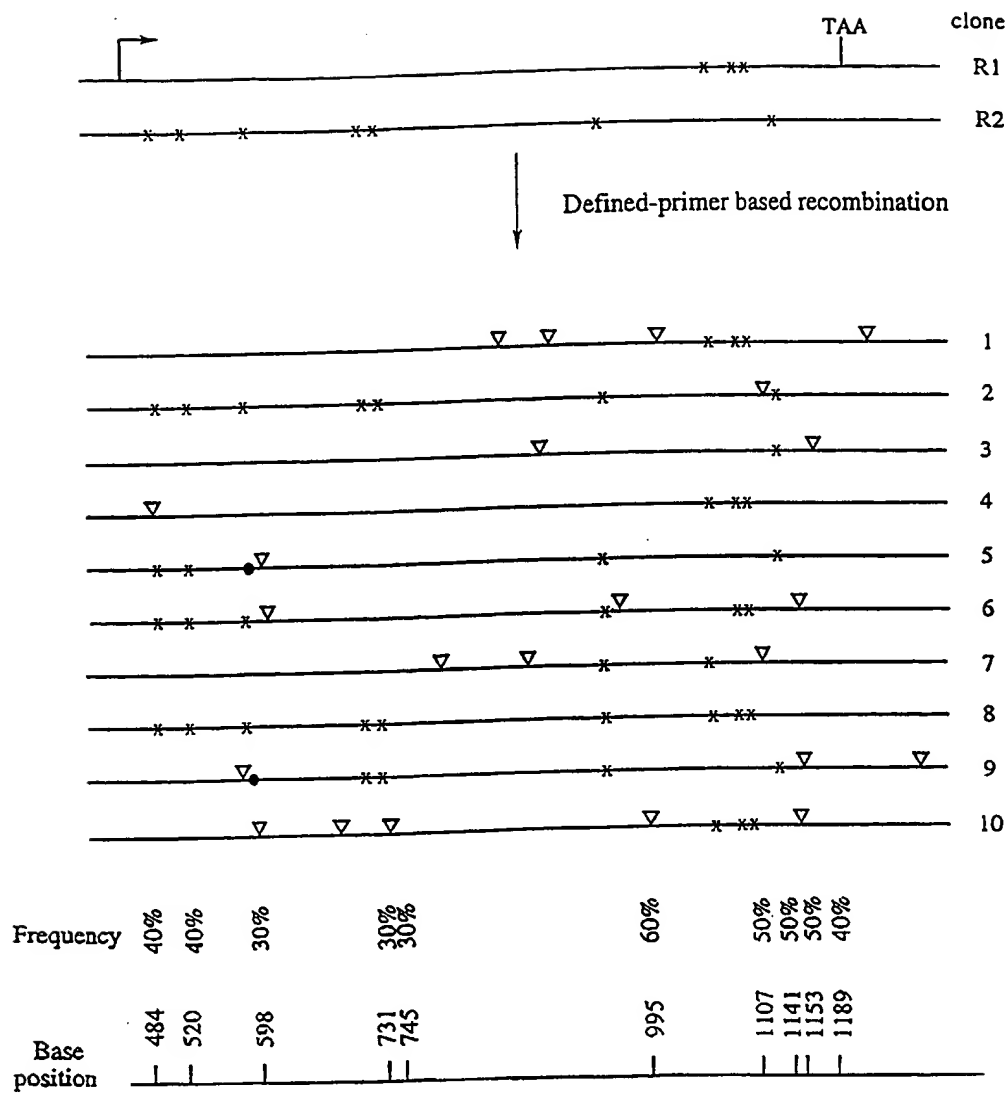 clone
TAA
R1
R2
Defined-primer based recombination
1
2
3
4
5
6
7
8
9
10
Frequency 40% 40% 30% 30% 30% 60% 50% 50% 50% 40%
484 520 598 731 745 995 1107 1141 1153 1189
Base
position